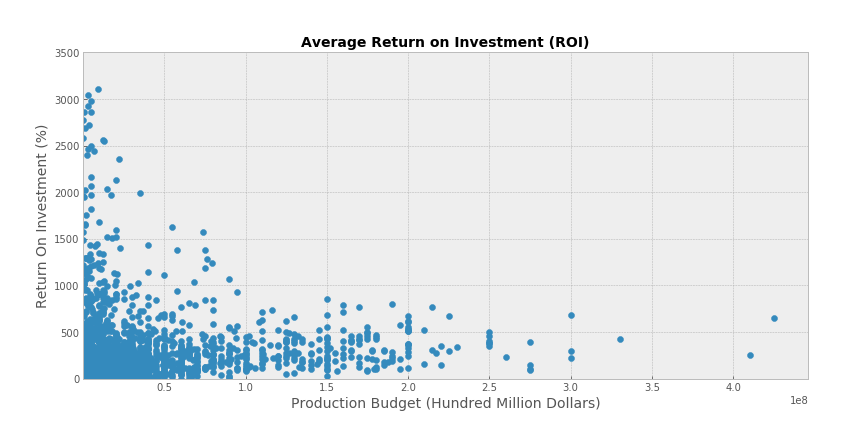 Average Return on Investment (ROI)
3500
3000
2500
2000
1500
1000
500
0
Return On Investment (%)
0.5 1.0 1.5 2.0 2.5 3.0 3.5 4.0
1e8
Production Budget (Hundred Million Dollars)